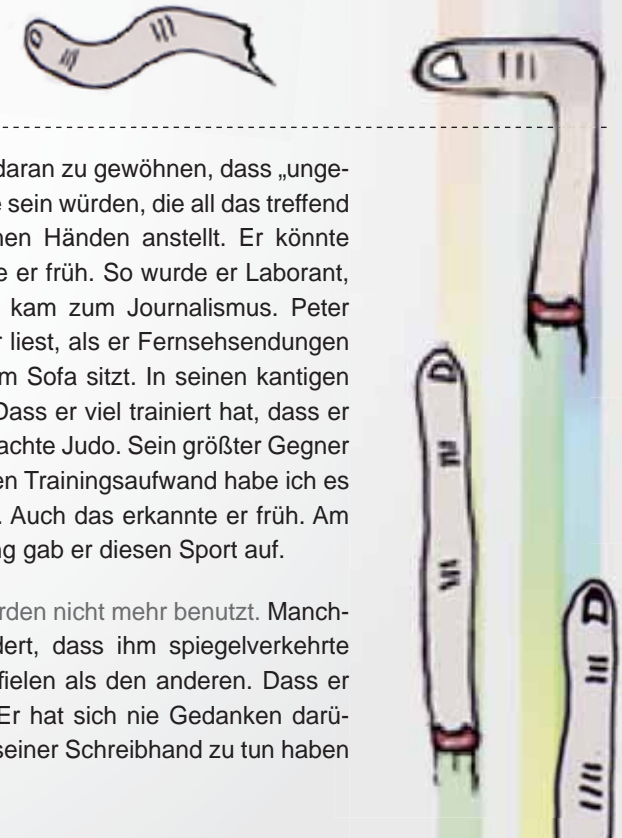 daran zu gewöhnen, dass „unge-
e sein würden, die all das treffend
nen Händen anstellt. Er könnte
e er früh. So wurde er Laborant,
kam zum Journalismus. Peter
r liest, als er Fernsehsendungen
m Sofa sitzt. In seinen kantigen
Dass er viel trainiert hat, dass er
achte Judo. Sein größter Gegner
en Trainingsaufwand habe ich es
. Auch das erkannte er früh. Am
ng gab er diesen Sport auf.
rden nicht mehr benutzt. Manch-
dert, dass ihm spiegelverkehrte
fielen als den anderen. Dass er
Er hat sich nie Gedanken darü-
seiner Schreibhand zu tun haben